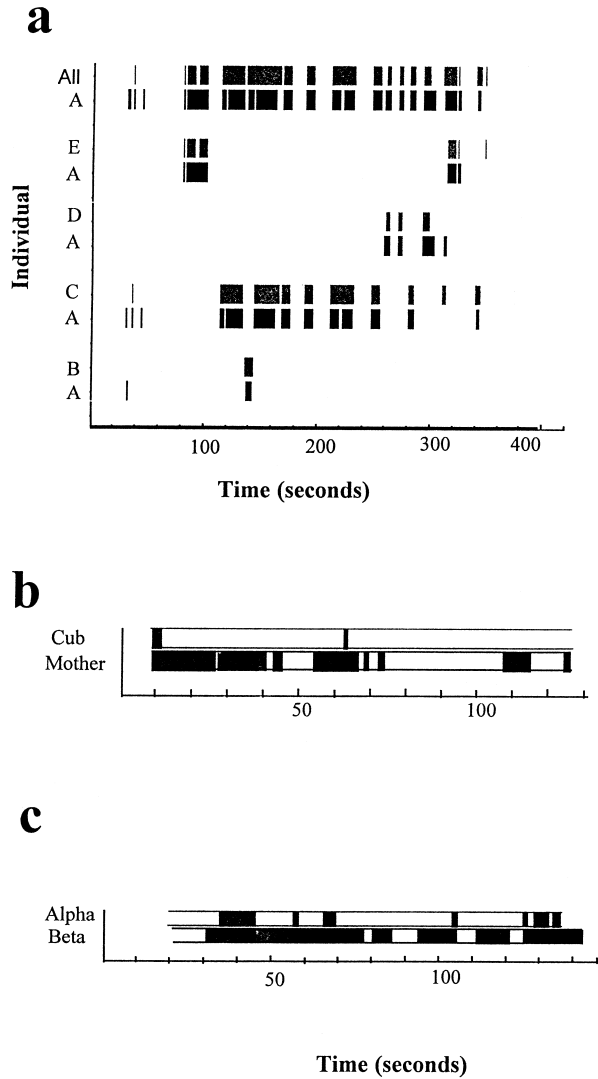 a
All
A
E
A
D
A
C
A
B
A
Individual
100 200 300 400
Time (seconds)
b
Cub
Mother
50 100
c
Alpha
Beta
50 100
Time (seconds)